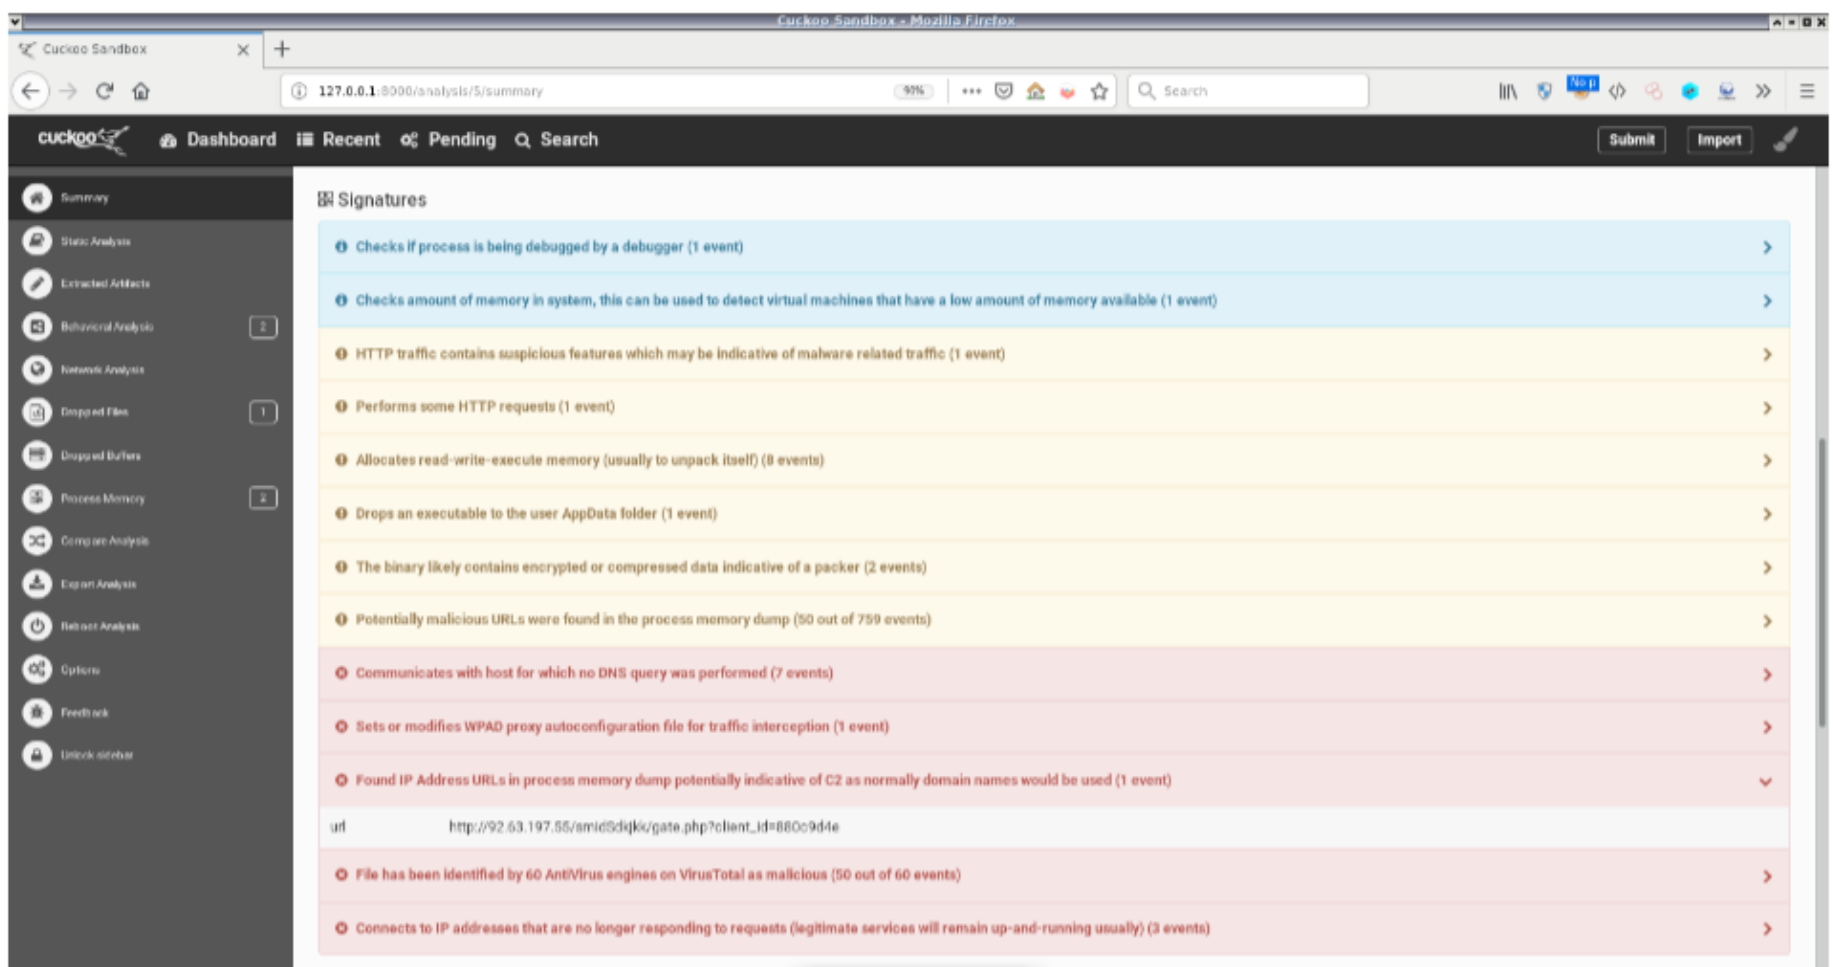 Cuckoo Sandbox - Mozilla Firefox
Cuckoo Sandbox
127.0.0.1:8000/analysis/5/summary
90%
Search
No p
cuckoo
Dashboard
Recent
Pending
Search
Submit
Import
Summary
Static Analysis
Extracted Artifacts
Behavioral Analysis
2
Network Analysis
Dropped Files
1
Dropped Buffers
Process Memory
2
Compare Analysis
Export Analysis
Reboot Analysis
Options
Feedback
Unlock sidebar
Signatures
Checks if process is being debugged by a debugger (1 event)
Checks amount of memory in system, this can be used to detect virtual machines that have a low amount of memory available (1 event)
HTTP traffic contains suspicious features which may be indicative of malware related traffic (1 event)
Performs some HTTP requests (1 event)
Allocates read-write-execute memory (usually to unpack itself) (8 events)
Drops an executable to the user AppData folder (1 event)
The binary likely contains encrypted or compressed data indicative of a packer (2 events)
Potentially malicious URLs were found in the process memory dump (50 out of 759 events)
Communicates with host for which no DNS query was performed (7 events)
Sets or modifies WPAD proxy autoconfiguration file for traffic interception (1 event)
Found IP Address URLs in process memory dump potentially indicative of C2 as normally domain names would be used (1 event)
url
File has been identified by 60 AntiVirus engines on VirusTotal as malicious (50 out of 60 events)
Connects to IP addresses that are no longer responding to requests (legitimate services will remain up-and-running usually) (3 events)